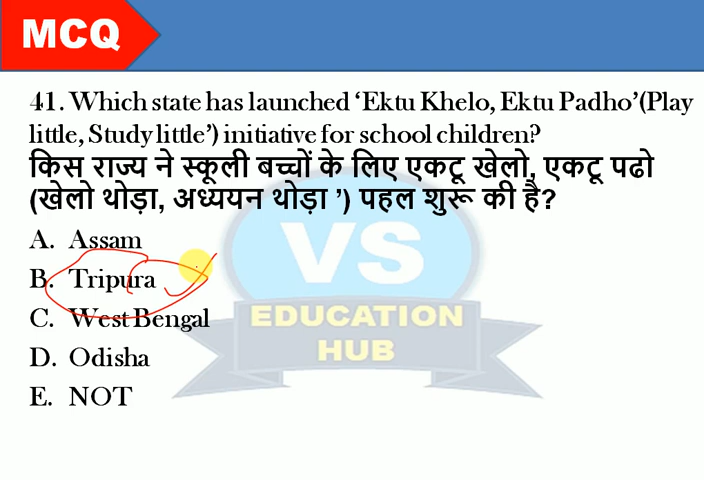 MCQ
41. Which state has launched ‘Ektu Khelo, Ektu Padho’(Play
little, Study little’) initiative for school children?
किस राज्य ने स्कूली बच्चों के लिए एकटू खेलो, एकटू पढो
(खेलो थोड़ा, अध्ययन थोड़ा ’) पहल शुरू की है?
A. Assam
B. Tripura
C. West Bengal
D. Odisha
E. NOT
VS
EDUCATION
HUB